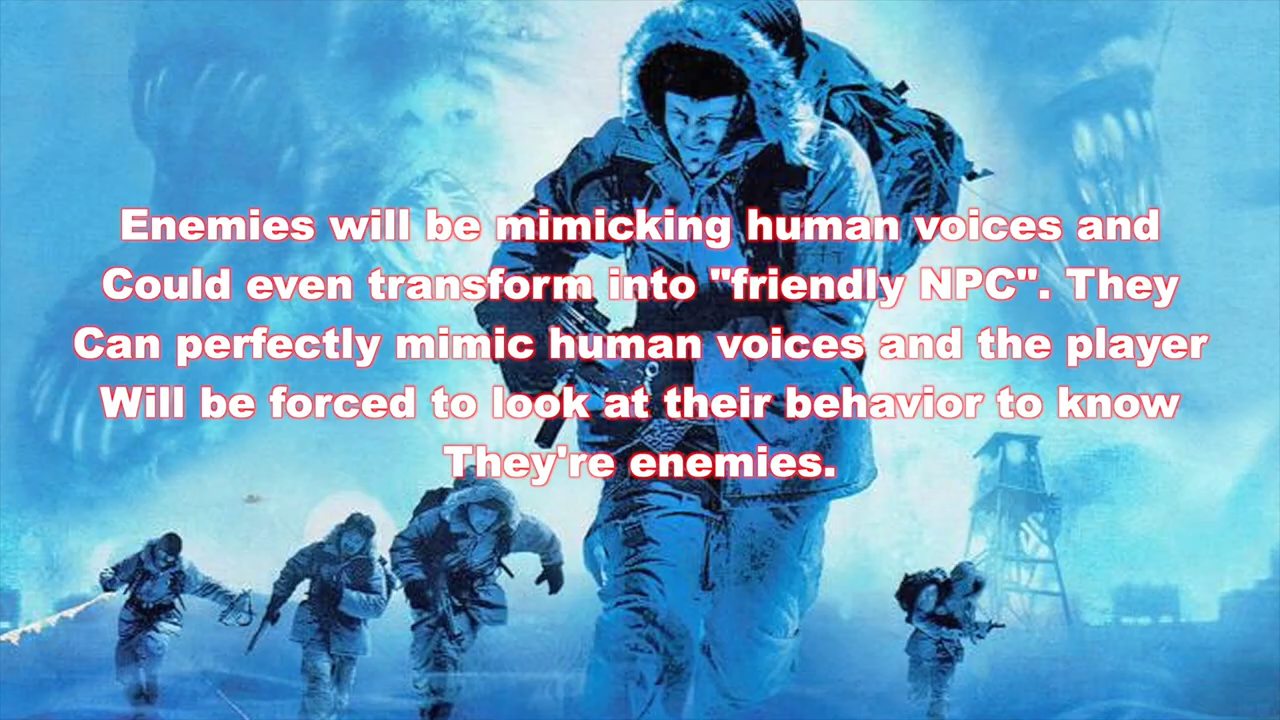 Enemies will be mimicking human voices and
Could even transform into "friendly NPC". They
Can perfectly mimic human voices and the player
Will be forced to look at their behavior to know
They're enemies.